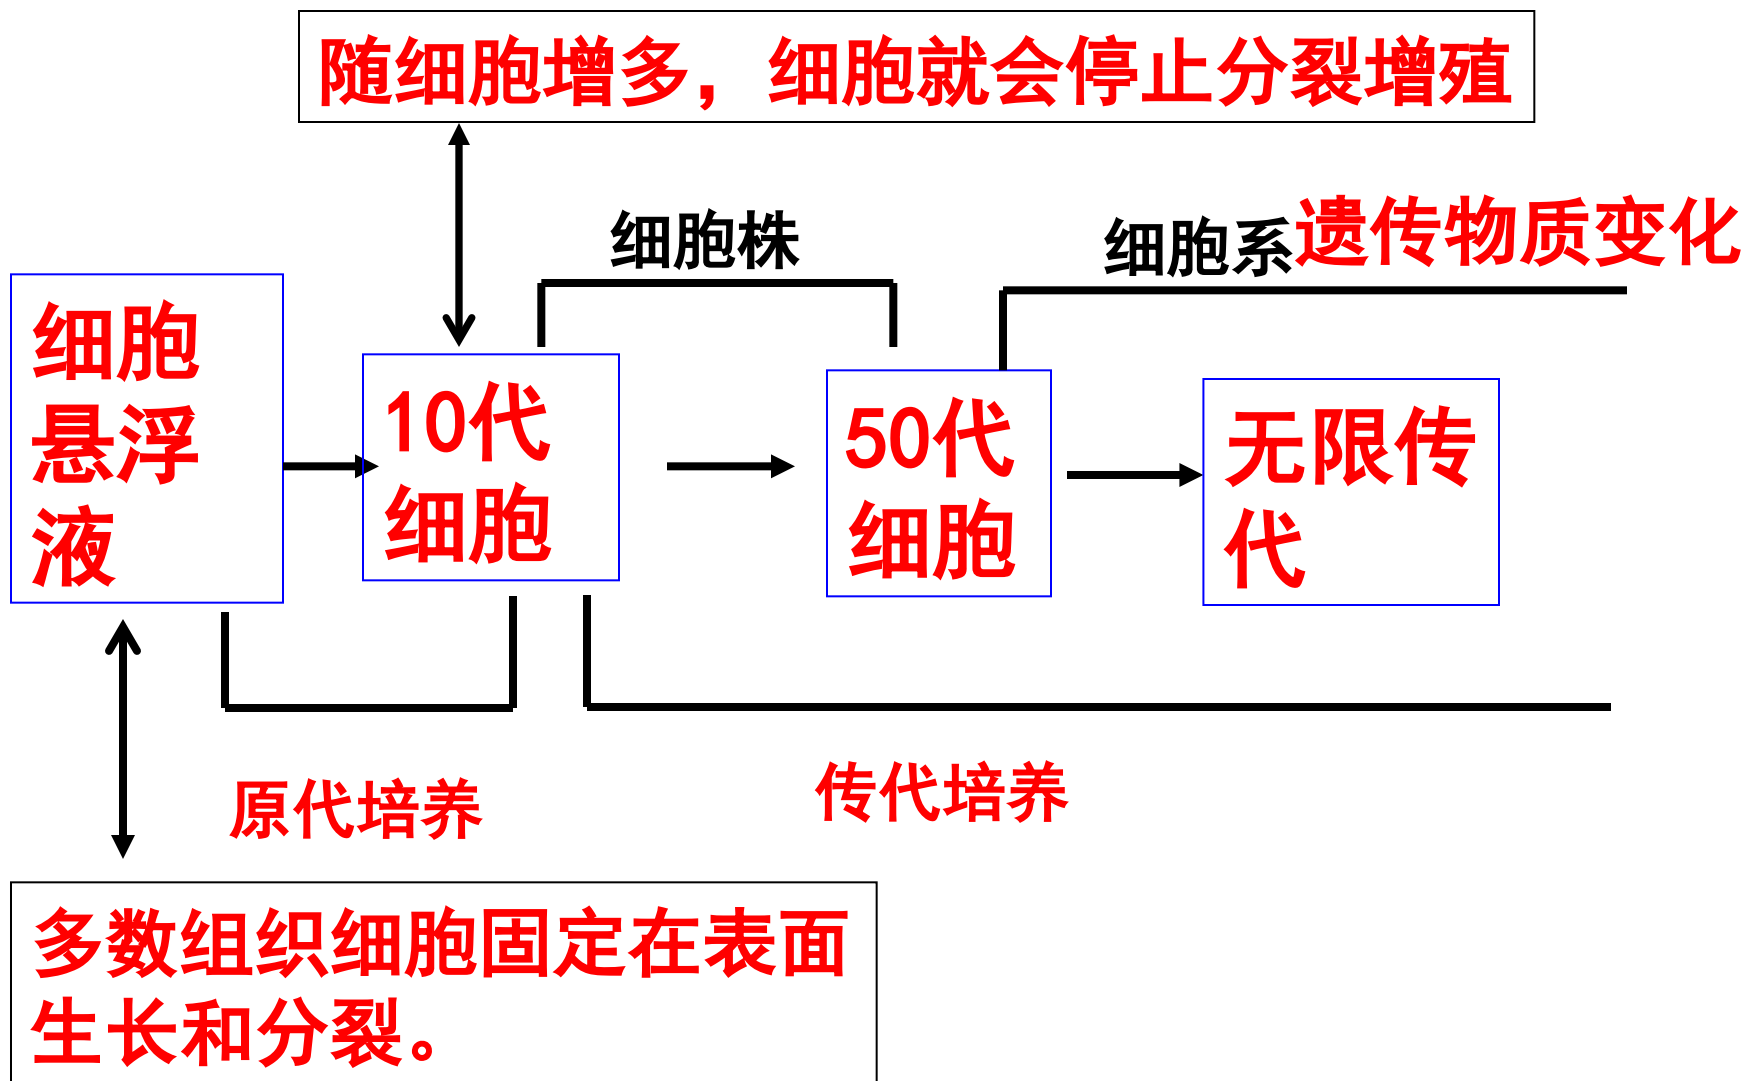 随细胞增多，细胞就会停止分裂增殖
细胞株
细胞系遗传物质变化
细胞
悬浮
液
10代
细胞
50代
细胞
无限传
代
原代培养
传代培养
多数组织细胞固定在表面
生长和分裂。